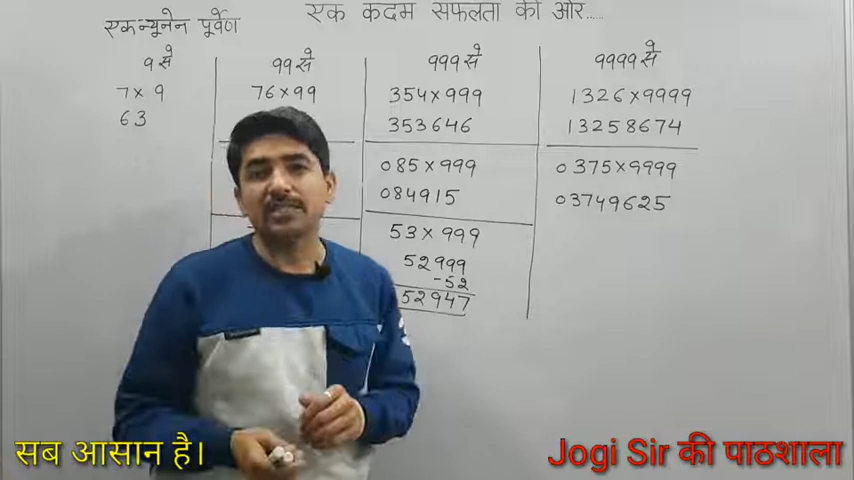 एक कदम सफलता की ओर.....
एकन्यूनेन पूर्वेण
9 से
7 × 9
63
99 से
76 × 99
999 से
354 × 999
353646
085 × 999
084915
53 × 999
52999
-52
52947
9999 से
1326 × 9999
13258674
0375 × 9999
03749625
सब आसान है।
Jogi Sir की पाठशाला